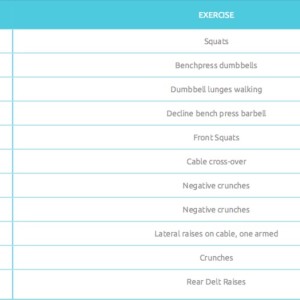 EXERCISE
Squats
Benchpress dumbbells
Dumbbell lunges walking
Decline bench press barbell
Front Squats
Cable cross-over
Negative crunches
Negative crunches
Lateral raises on cable, one armed
Crunches
Rear Delt Raises